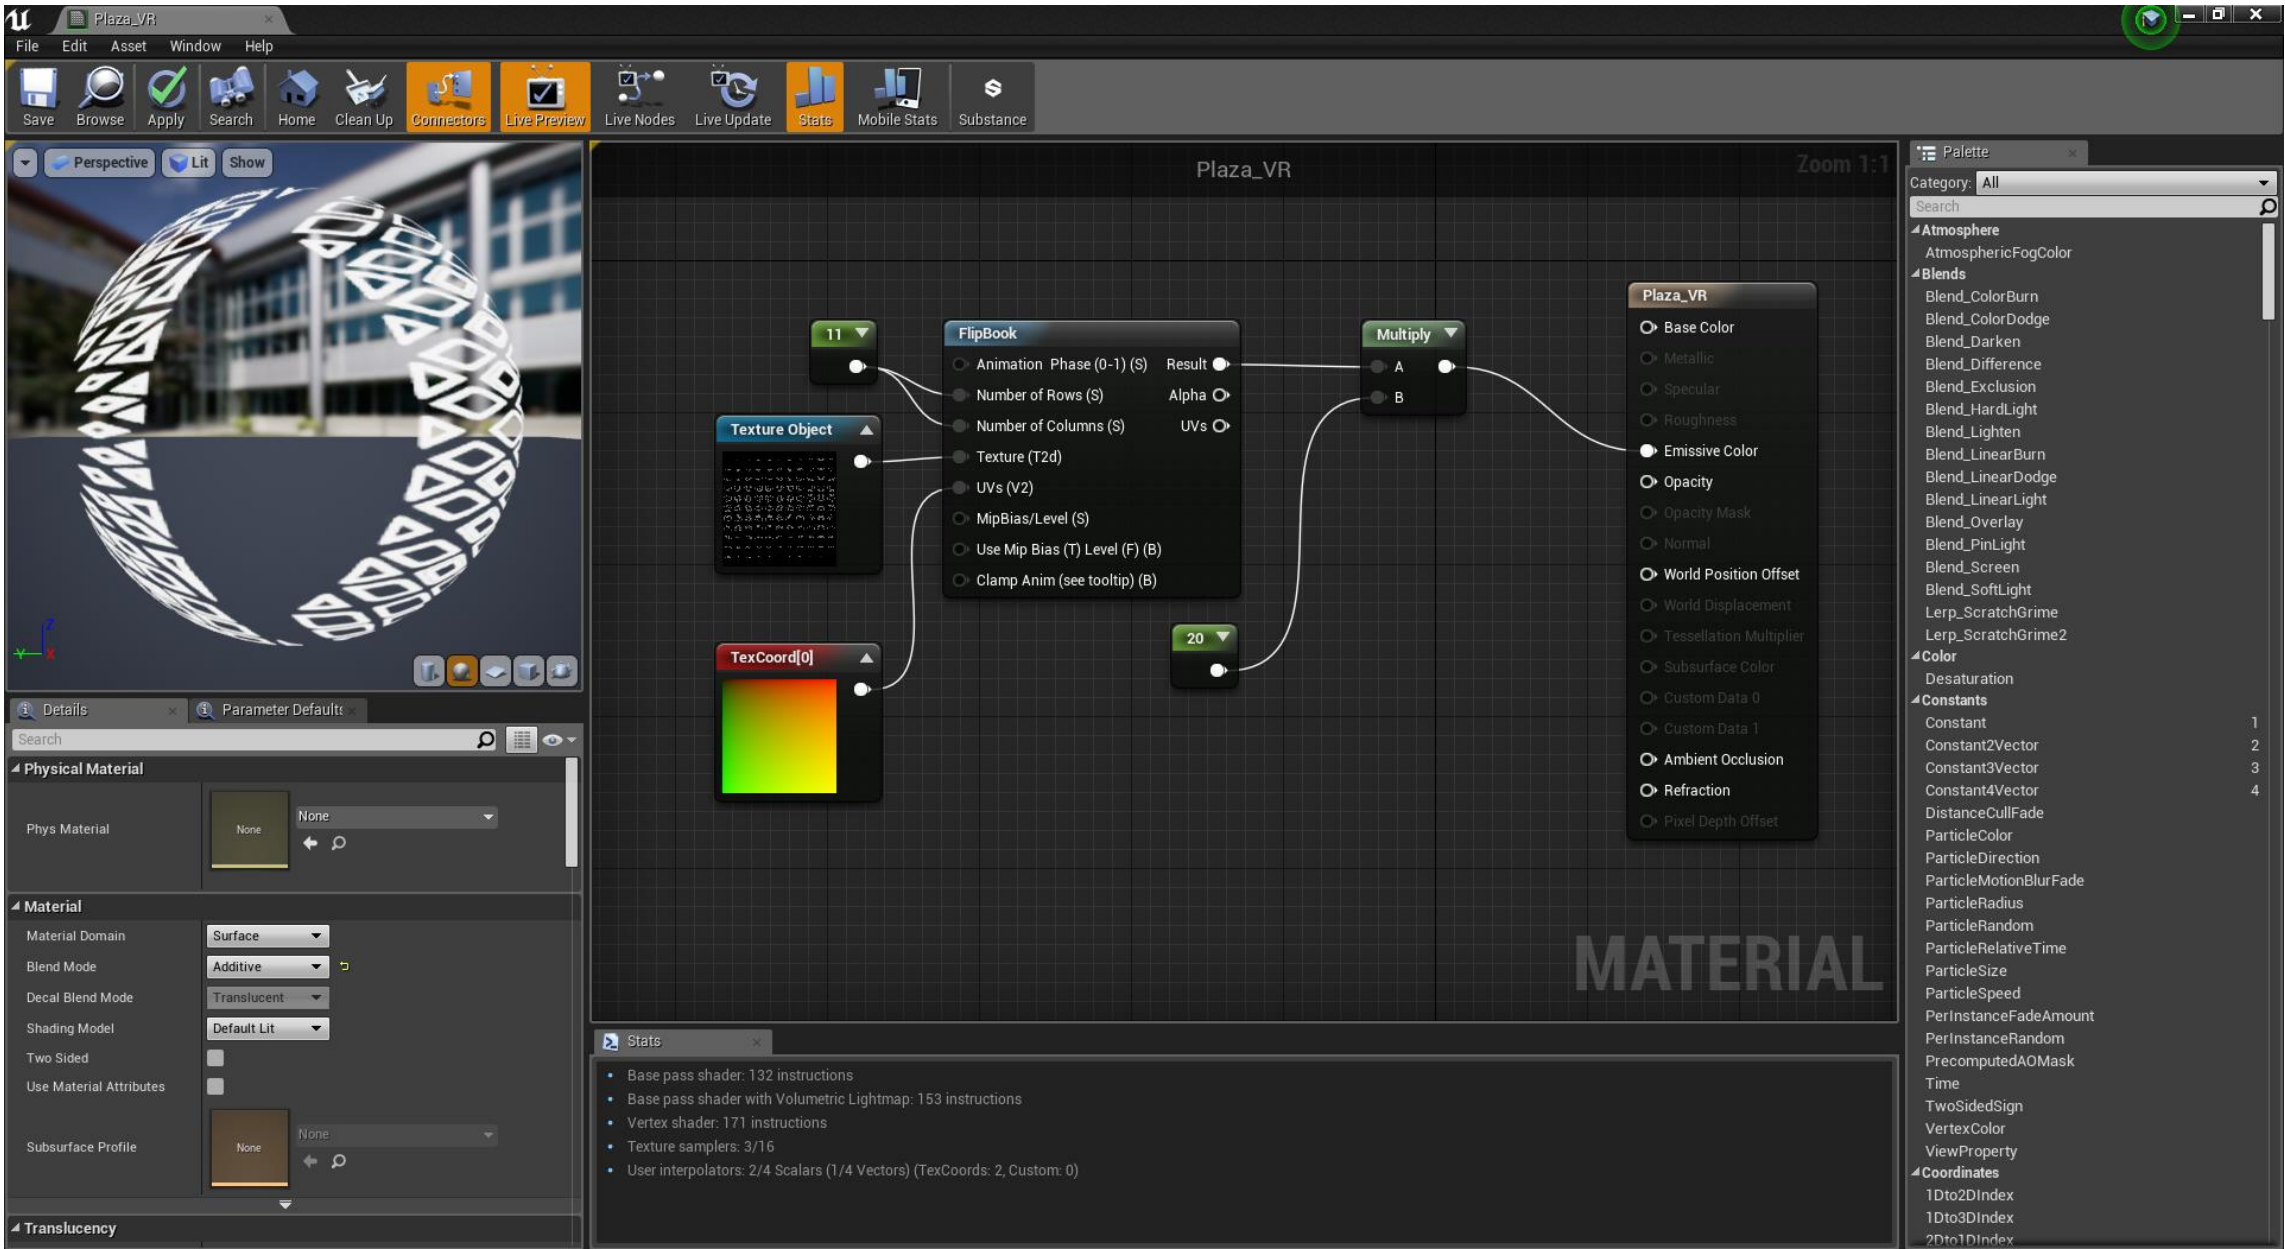 Plaza_VR
File Edit Asset Window Help
Save Browse Apply Search Home Clean Up Connectors Live Preview Live Nodes Live Update Stats Mobile Stats Substance
Perspective Lit Show
Z
Y X
Details Parameter Defaults
Search
Physical Material
Phys Material
None
None
Material
Material Domain Surface
Blend Mode Additive
Decal Blend Mode Translucent
Shading Model Default Lit
Two Sided
Use Material Attributes
Subsurface Profile
None
None
Translucency
Plaza_VR
Zoom 1:1
11
Texture Object
TexCoord[0]
FlipBook
Animation Phase (0-1) (S) Result
Number of Rows (S) Alpha
Number of Columns (S) UVs
Texture (T2d)
UVs (V2)
MipBias/Level (S)
Use Mip Bias (T) Level (F) (B)
Clamp Anim (see tooltip) (B)
20
Multiply
A
B
Plaza_VR
Base Color
Metallic
Specular
Roughness
Emissive Color
Opacity
Opacity Mask
Normal
World Position Offset
World Displacement
Tessellation Multiplier
Subsurface Color
Custom Data 0
Custom Data 1
Ambient Occlusion
Refraction
Pixel Depth Offset
MATERIAL
Stats
Base pass shader: 132 instructions
Base pass shader with Volumetric Lightmap: 153 instructions
Vertex shader: 171 instructions
Texture samplers: 3/16
User interpolators: 2/4 Scalars (1/4 Vectors) (TexCoords: 2, Custom: 0)
Palette
Category: All
Search
Atmosphere
AtmosphericFogColor
Blends
Blend_ColorBurn
Blend_ColorDodge
Blend_Darken
Blend_Difference
Blend_Exclusion
Blend_HardLight
Blend_Lighten
Blend_LinearBurn
Blend_LinearDodge
Blend_LinearLight
Blend_Overlay
Blend_PinLight
Blend_Screen
Blend_SoftLight
Lerp_ScratchGrime
Lerp_ScratchGrime2
Color
Desaturation
Constants
Constant 1
Constant2Vector 2
Constant3Vector 3
Constant4Vector 4
DistanceCullFade
ParticleColor
ParticleDirection
ParticleMotionBlurFade
ParticleRadius
ParticleRandom
ParticleRelativeTime
ParticleSize
ParticleSpeed
PerInstanceFadeAmount
PerInstanceRandom
PrecomputedAOMask
Time
TwoSidedSign
VertexColor
ViewProperty
Coordinates
1Dto2DIndex
1Dto3DIndex
2Dto1DIndex